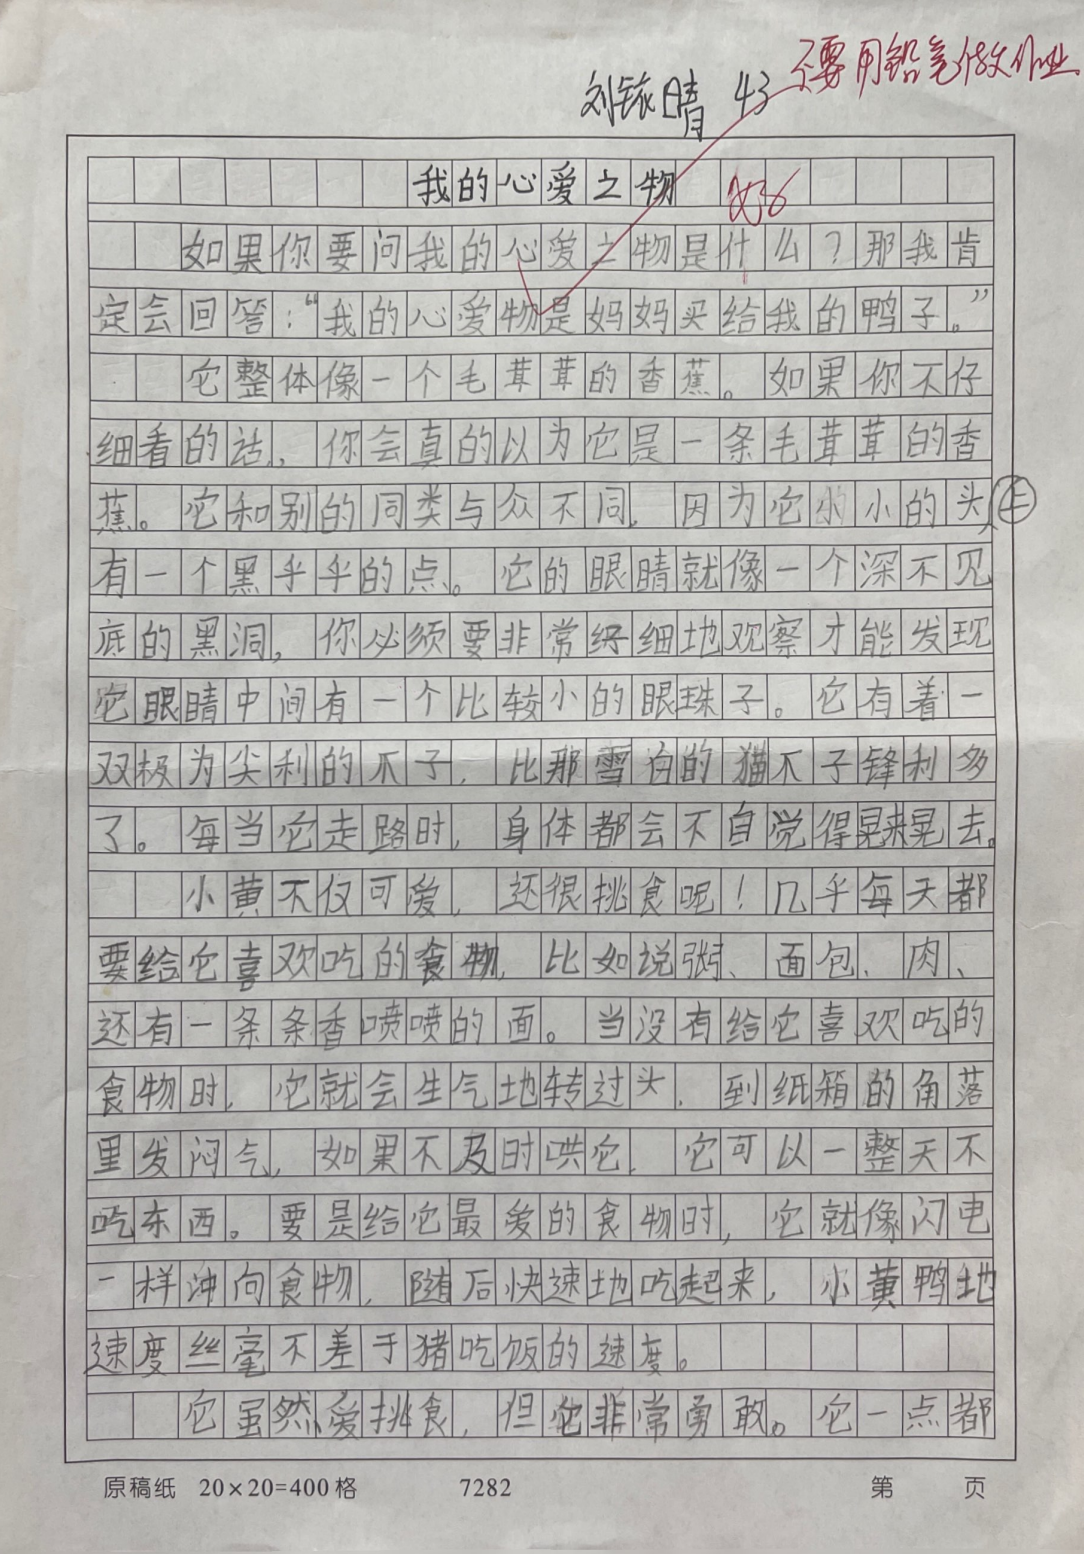 不要用铅笔做作业
刘铱晴 43
我的心爱之物
如果你要问我的心爱之物是什么？那我肯
定会回答：“我的心爱物是妈妈买给我的鸭子。”
它整体像一个毛茸茸的香蕉。如果你不仔
细看的话，你会真的以为它是一条毛茸茸的香
蕉。它和别的同类与众不同，因为它小小的头上
有一个黑乎乎的点。它的眼睛就像一个深不见
底的黑洞，你必须要非常仔细地观察才能发现
它眼睛中间有一个比较小的眼珠子。它有着一
双极为尖利的爪子，比那雪白的猫爪子锋利多
了。每当它走路时，身体都会不自觉得晃来晃去。
小黄不仅可爱，还很挑食呢！几乎每天都
要给它喜欢吃的食物，比如说粥、面包、肉、
还有一条条香喷喷的面。当没有给它喜欢吃的
食物时，它就会生气地转过头，到纸箱的角落
里发闷气，如果不及时哄它，它可以一整天不
吃东西。要是给它最爱的食物时，它就像闪电
一样冲向食物，随后快速地吃起来，小黄鸭地
速度丝毫不差于猪吃饭的速度。
它虽然爱挑食，但它非常勇敢。它一点都
原稿纸 20×20=400格 7282 第 页